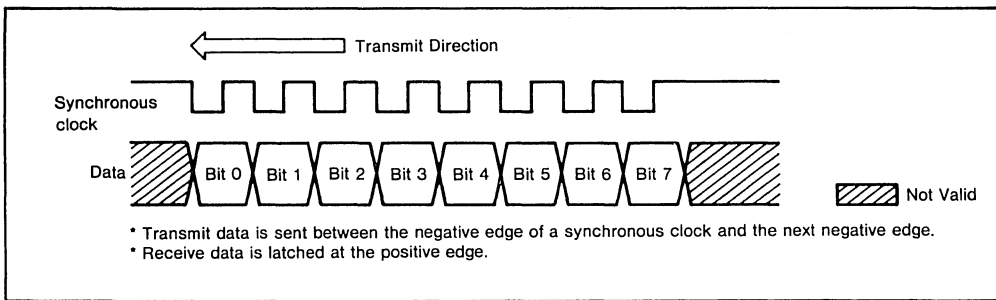 Transmit Direction
Synchronous
clock
Data
Bit 0 Bit 1 Bit 2 Bit 3 Bit 4 Bit 5 Bit 6 Bit 7
Not Valid
* Transmit data is sent between the negative edge of a synchronous clock and the next negative edge.
* Receive data is latched at the positive edge.